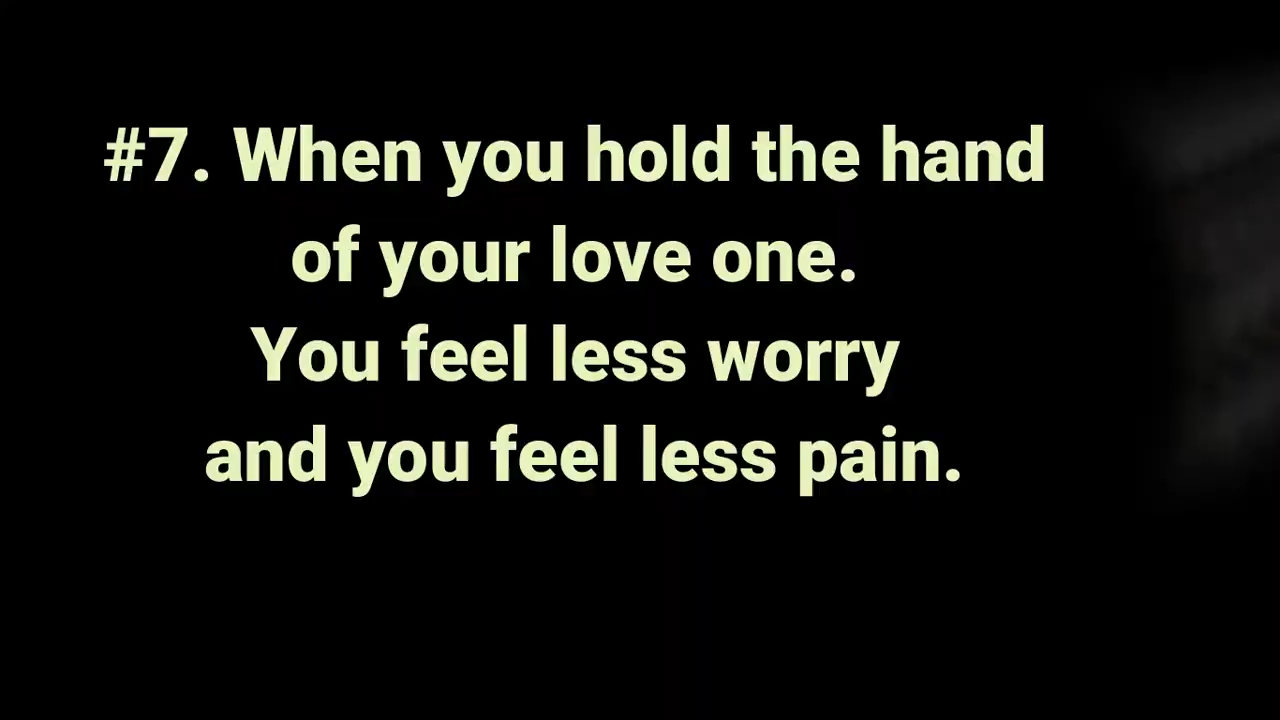 #7. When you hold the hand
of your love one.
You feel less worry
and you feel less pain.